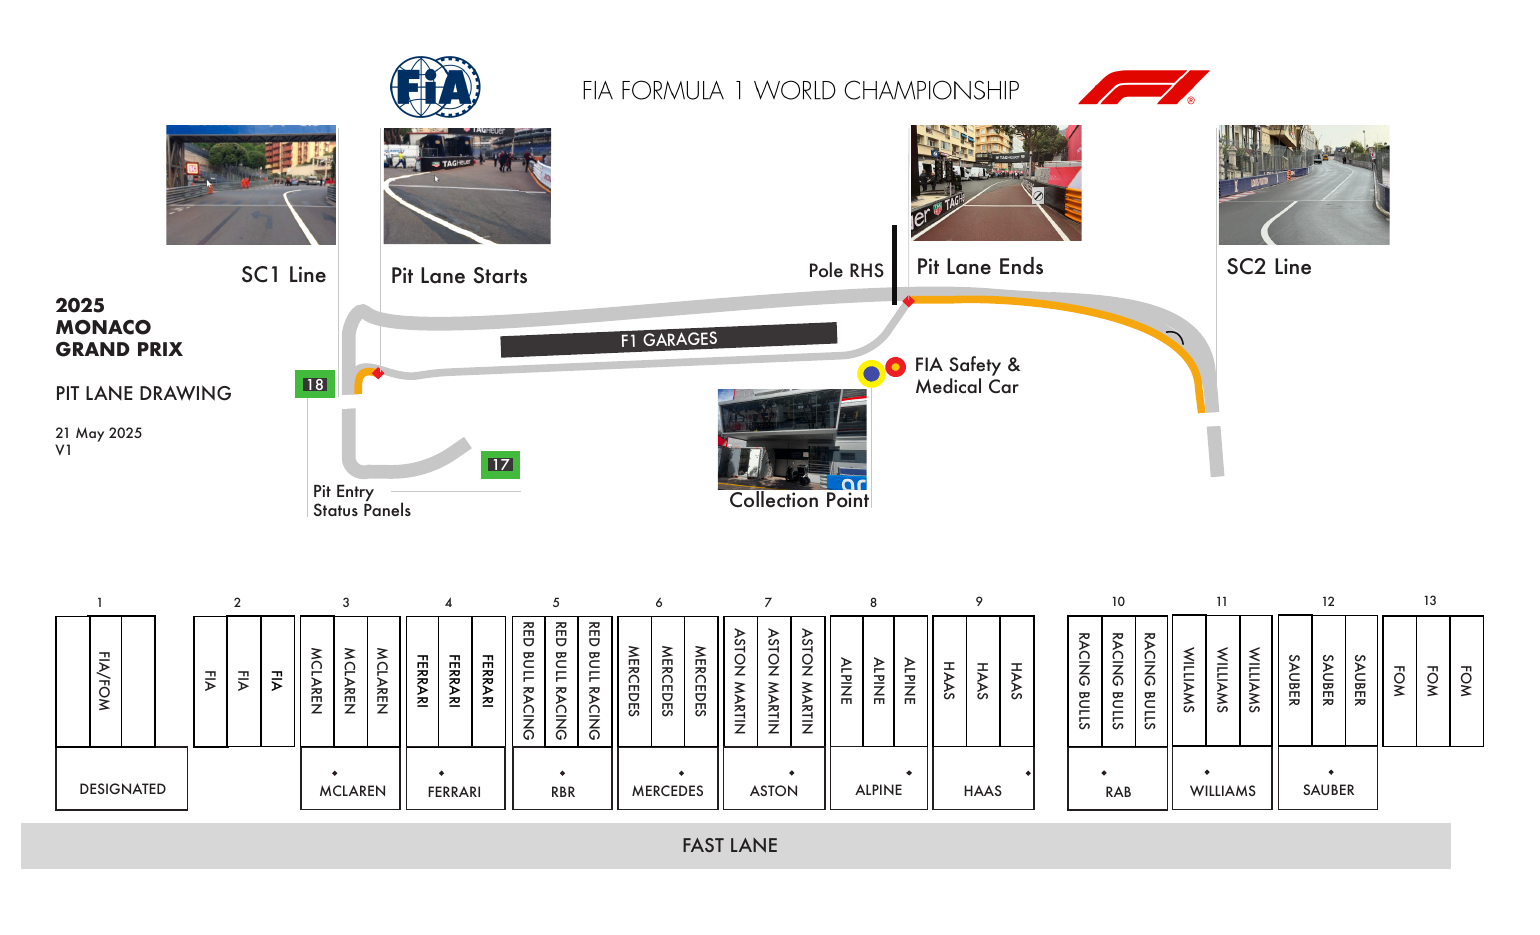 FiA
FIA FORMULA 1 WORLD CHAMPIONSHIP
F1
®
TAGHeuer
TAGHeuer
SC1 Line
Pit Lane Starts
Pole RHS
Pit Lane Ends
SC2 Line
2025
MONACO
GRAND PRIX
F1 GARAGES
18
PIT LANE DRAWING
FIA Safety &
Medical Car
21 May 2025
V1
17
Pit Entry
Status Panels
Collection Point
1 2 3 4 5 6 7 8 9 10 11 12 13
FIA/FOM
FIA FIA FIA
MCLAREN MCLAREN MCLAREN
FERRARI FERRARI FERRARI
RED BULL RACING RED BULL RACING RED BULL RACING
MERCEDES MERCEDES MERCEDES
ASTON MARTIN ASTON MARTIN ASTON MARTIN
ALPINE ALPINE ALPINE
HAAS HAAS HAAS
RACING BULLS RACING BULLS RACING BULLS
WILLIAMS WILLIAMS WILLIAMS
SAUBER SAUBER SAUBER
FOM FOM FOM
DESIGNATED MCLAREN FERRARI RBR MERCEDES ASTON ALPINE HAAS RAB WILLIAMS SAUBER
FAST LANE